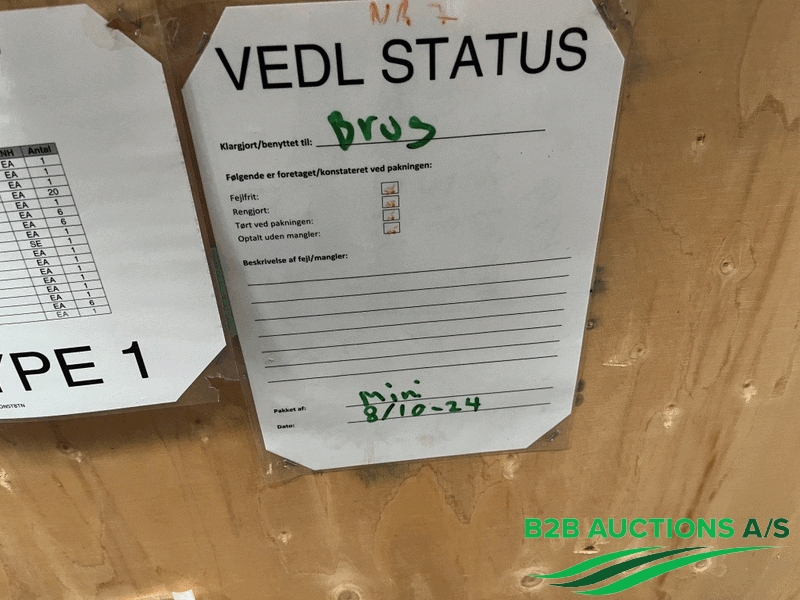 NH Antal
EA 1
EA 1
EA 1
EA 20
EA 1
EA 6
EA 6
EA 1
SE 1
EA 1
EA 1
EA 1
EA 1
EA 1
EA 6
EA 1
YPE 1
NR 7
VEDL STATUS
Klargjort/benyttet til: Brug
Følgende er foretaget/konstateret ved pakningen:
Fejlfrit:
Rengjort:
Tørt ved pakningen:
Optalt uden mangler:
Beskrivelse af fejl/mangler:
Pakket af: Mini
Dato: 8/10-24
B2B AUCTIONS A/S